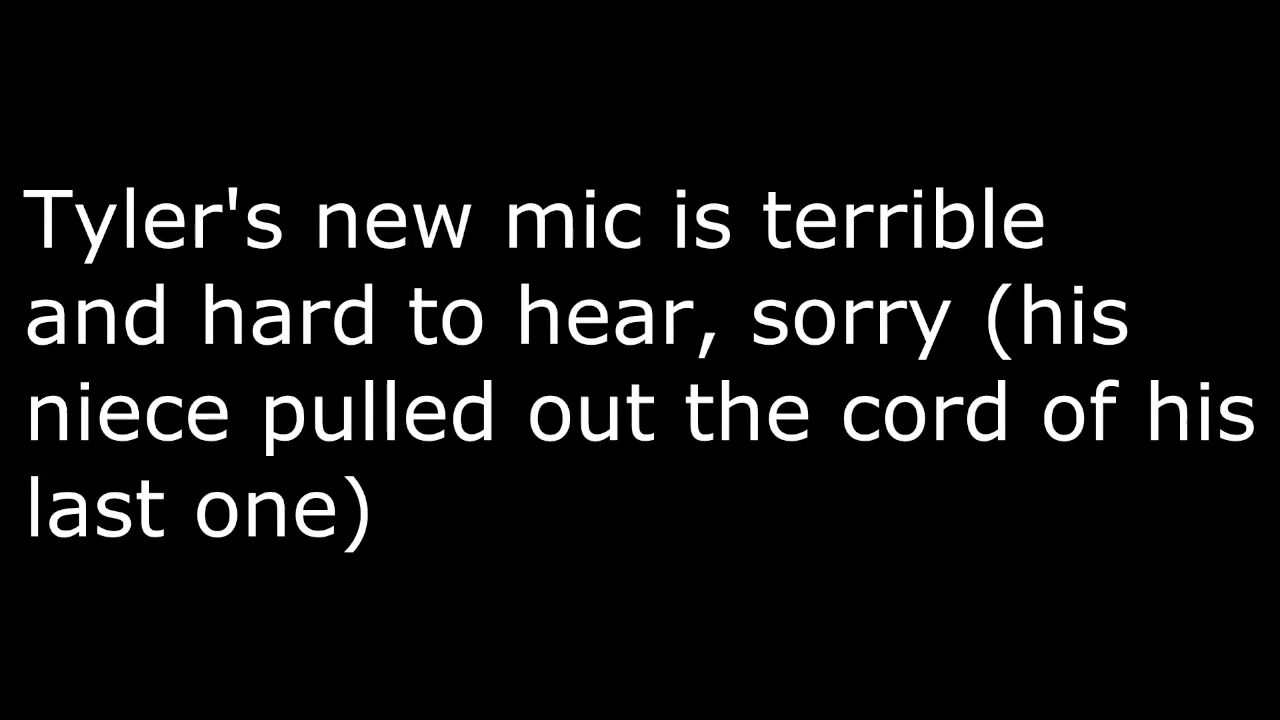 Tyler's new mic is terrible
and hard to hear, sorry (his
niece pulled out the cord of his
last one)